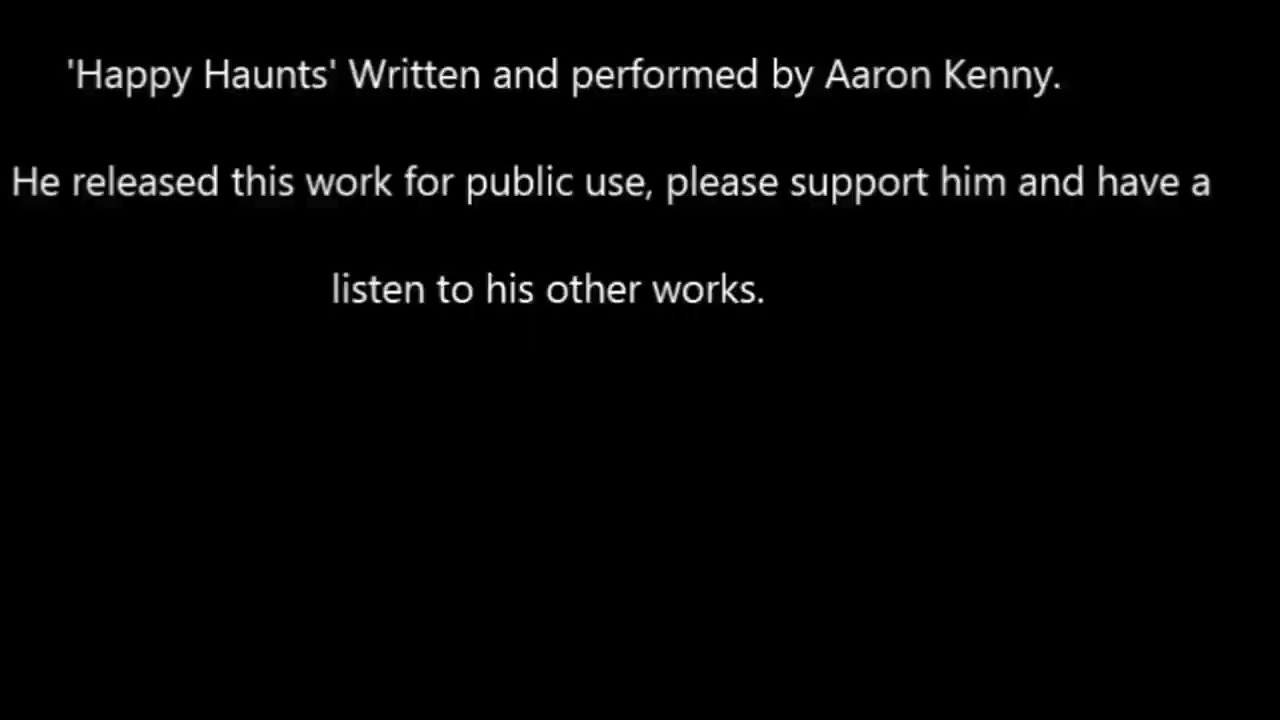 'Happy Haunts' Written and performed by Aaron Kenny.
He released this work for public use, please support him and have a
listen to his other works.